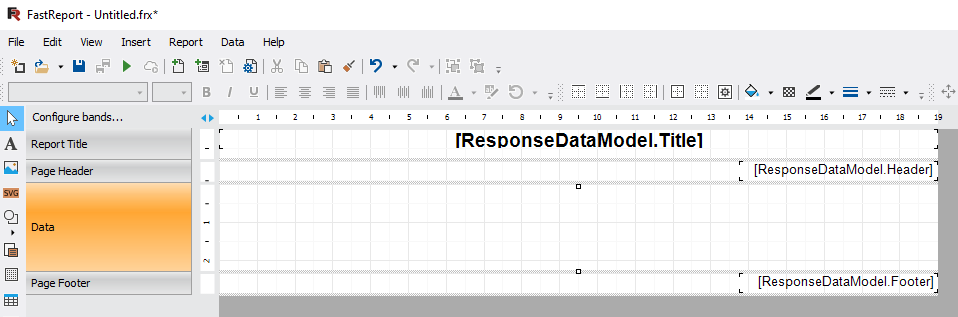 FastReport - Untitled.frx*
File Edit View Insert Report Data Help
B I U A
Configure bands...
1 2 3 4 5 6 7 8 9 10 11 12 13 14 15 16 17 18 19
A
Report Title
[ResponseDataModel.Title]
Page Header
[ResponseDataModel.Header]
SVG
Data
1
2
Page Footer
[ResponseDataModel.Footer]